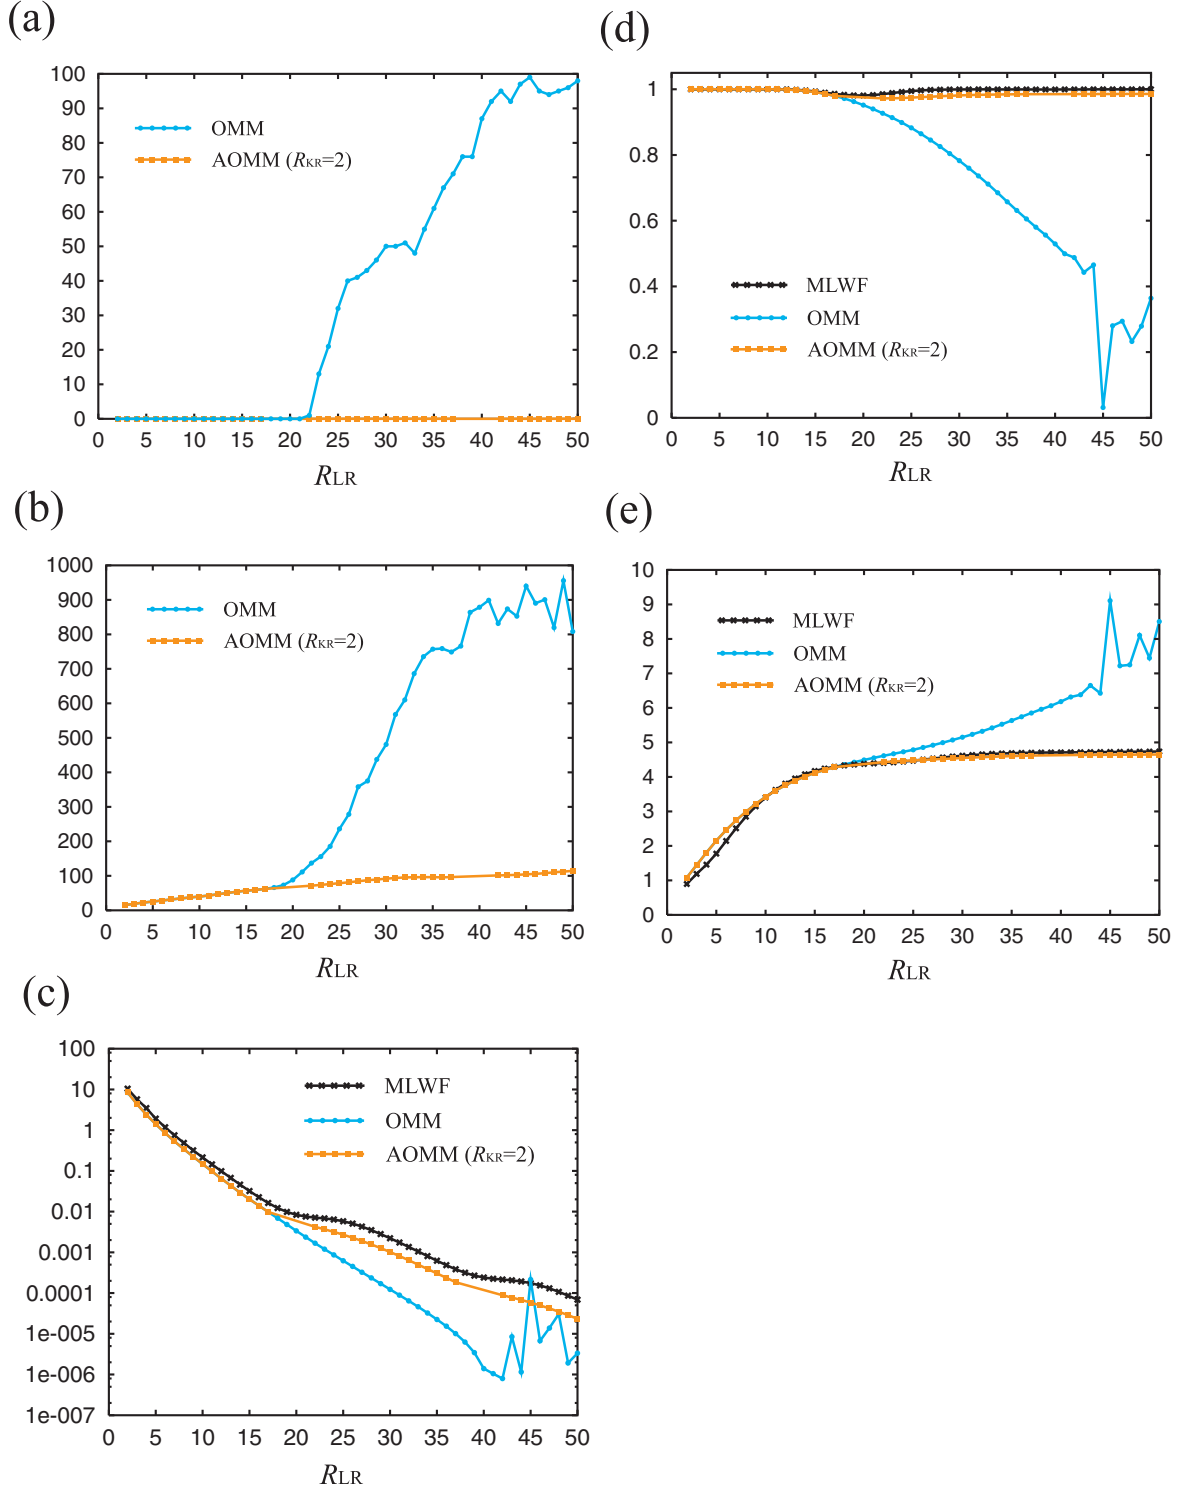 (a)
100
90
80
70
60
50
40
30
20
10
0
OMM
AOMM (RKR=2)
0 5 10 15 20 25 30 35 40 45 50
RLR
(b)
1000
900
800
700
600
500
400
300
200
100
0
OMM
AOMM (RKR=2)
0 5 10 15 20 25 30 35 40 45 50
RLR
(c)
100
10
1
0.1
0.01
0.001
0.0001
1e-005
1e-006
1e-007
MLWF
OMM
AOMM (RKR=2)
0 5 10 15 20 25 30 35 40 45 50
RLR
(d)
1
0.8
0.6
0.4
0.2
0
MLWF
OMM
AOMM (RKR=2)
0 5 10 15 20 25 30 35 40 45 50
RLR
(e)
10
9
8
7
6
5
4
3
2
1
0
MLWF
OMM
AOMM (RKR=2)
0 5 10 15 20 25 30 35 40 45 50
RLR